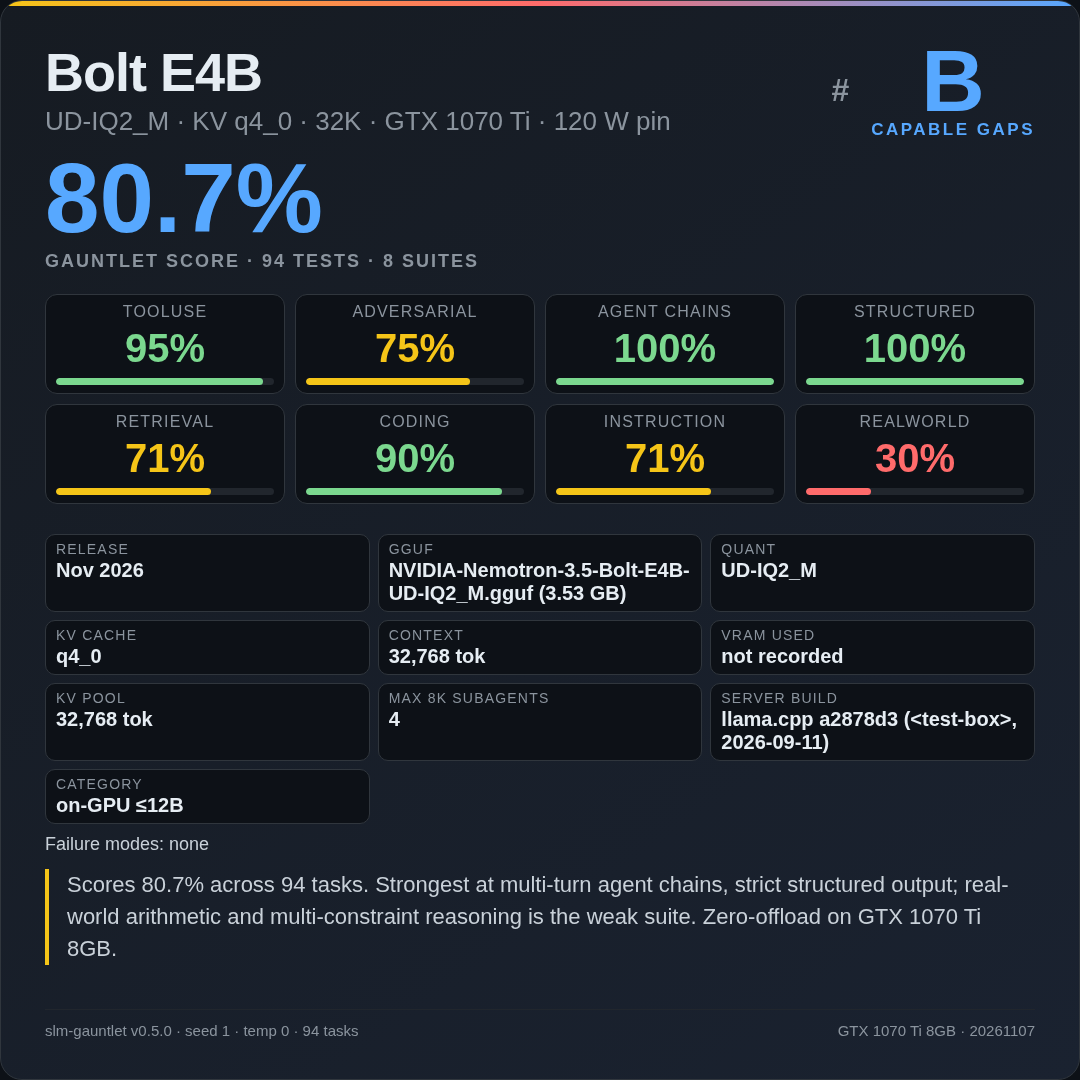 Bolt E4B
UD-IQ2_M · KV q4_0 · 32K · GTX 1070 Ti · 120 W pin
#
B
CAPABLE GAPS
80.7%
GAUNTLET SCORE · 94 TESTS · 8 SUITES
TOOLUSE
95%
ADVERSARIAL
75%
AGENT CHAINS
100%
STRUCTURED
100%
RETRIEVAL
71%
CODING
90%
INSTRUCTION
71%
REALWORLD
30%
RELEASE
Nov 2026
GGUF
NVIDIA-Nemotron-3.5-Bolt-E4B-
UD-IQ2_M.gguf (3.53 GB)
QUANT
UD-IQ2_M
KV CACHE
q4_0
CONTEXT
32,768 tok
VRAM USED
not recorded
KV POOL
32,768 tok
MAX 8K SUBAGENTS
4
SERVER BUILD
llama.cpp a2878d3 (<test-box>,
2026-09-11)
CATEGORY
on-GPU ≤12B
Failure modes: none
Scores 80.7% across 94 tasks. Strongest at multi-turn agent chains, strict structured output; real-
world arithmetic and multi-constraint reasoning is the weak suite. Zero-offload on GTX 1070 Ti
8GB.
slm-gauntlet v0.5.0 · seed 1 · temp 0 · 94 tasks
GTX 1070 Ti 8GB · 20261107